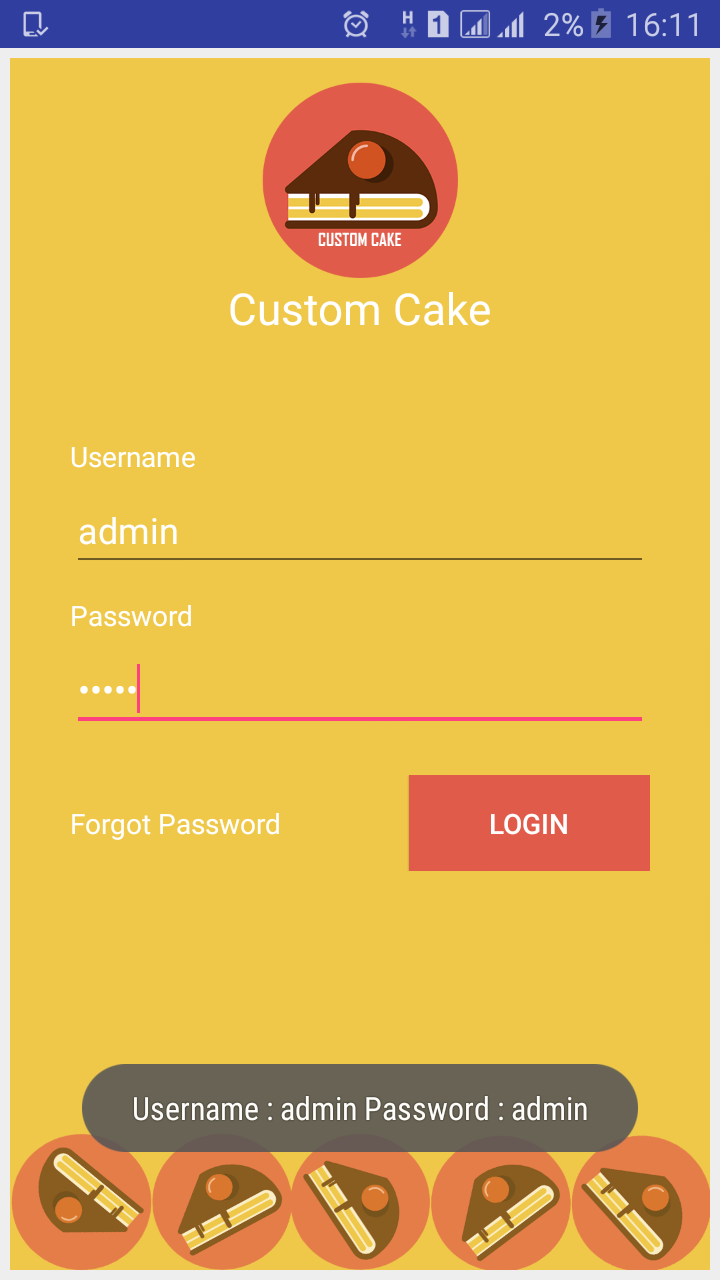 H 1 2% 16:11
CUSTOM CAKE
Custom Cake
Username
admin
Password
•••••
Forgot Password
LOGIN
Username : admin Password : admin